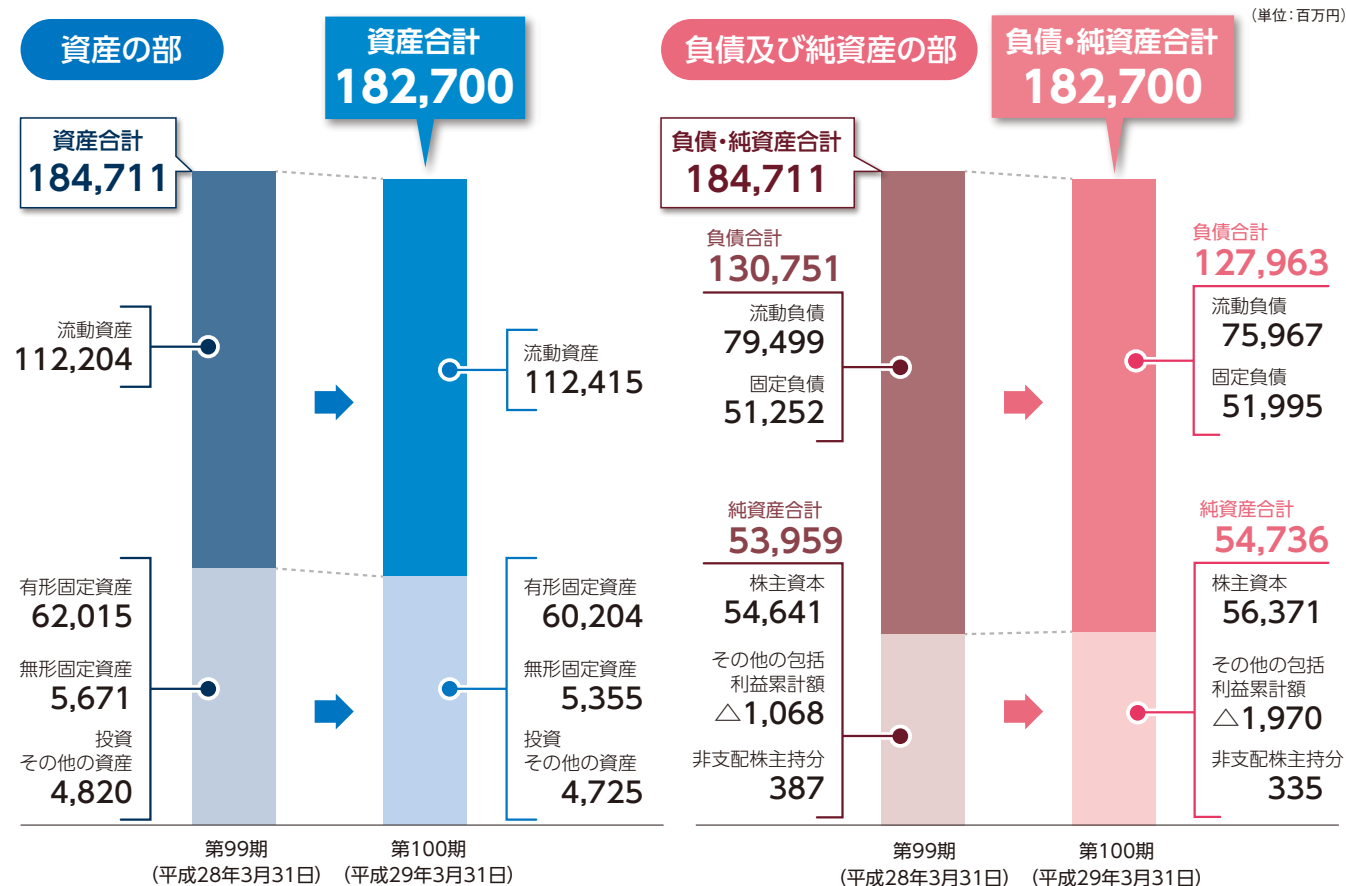 (単位:百万円)
資産の部
資産合計
182,700
資産合計
184,711
流動資産
112,204
有形固定資産
62,015
無形固定資産
5,671
投資
その他の資産
4,820
流動資産
112,415
有形固定資産
60,204
無形固定資産
5,355
投資
その他の資産
4,725
第99期
(平成28年3月31日)
第100期
(平成29年3月31日)
負債及び純資産の部
負債・純資産合計
182,700
負債・純資産合計
184,711
負債合計
130,751
流動負債
79,499
固定負債
51,252
純資産合計
53,959
株主資本
54,641
その他の包括
利益累計額
△1,068
非支配株主持分
387
負債合計
127,963
流動負債
75,967
固定負債
51,995
純資産合計
54,736
株主資本
56,371
その他の包括
利益累計額
△1,970
非支配株主持分
335
第99期
(平成28年3月31日)
第100期
(平成29年3月31日)